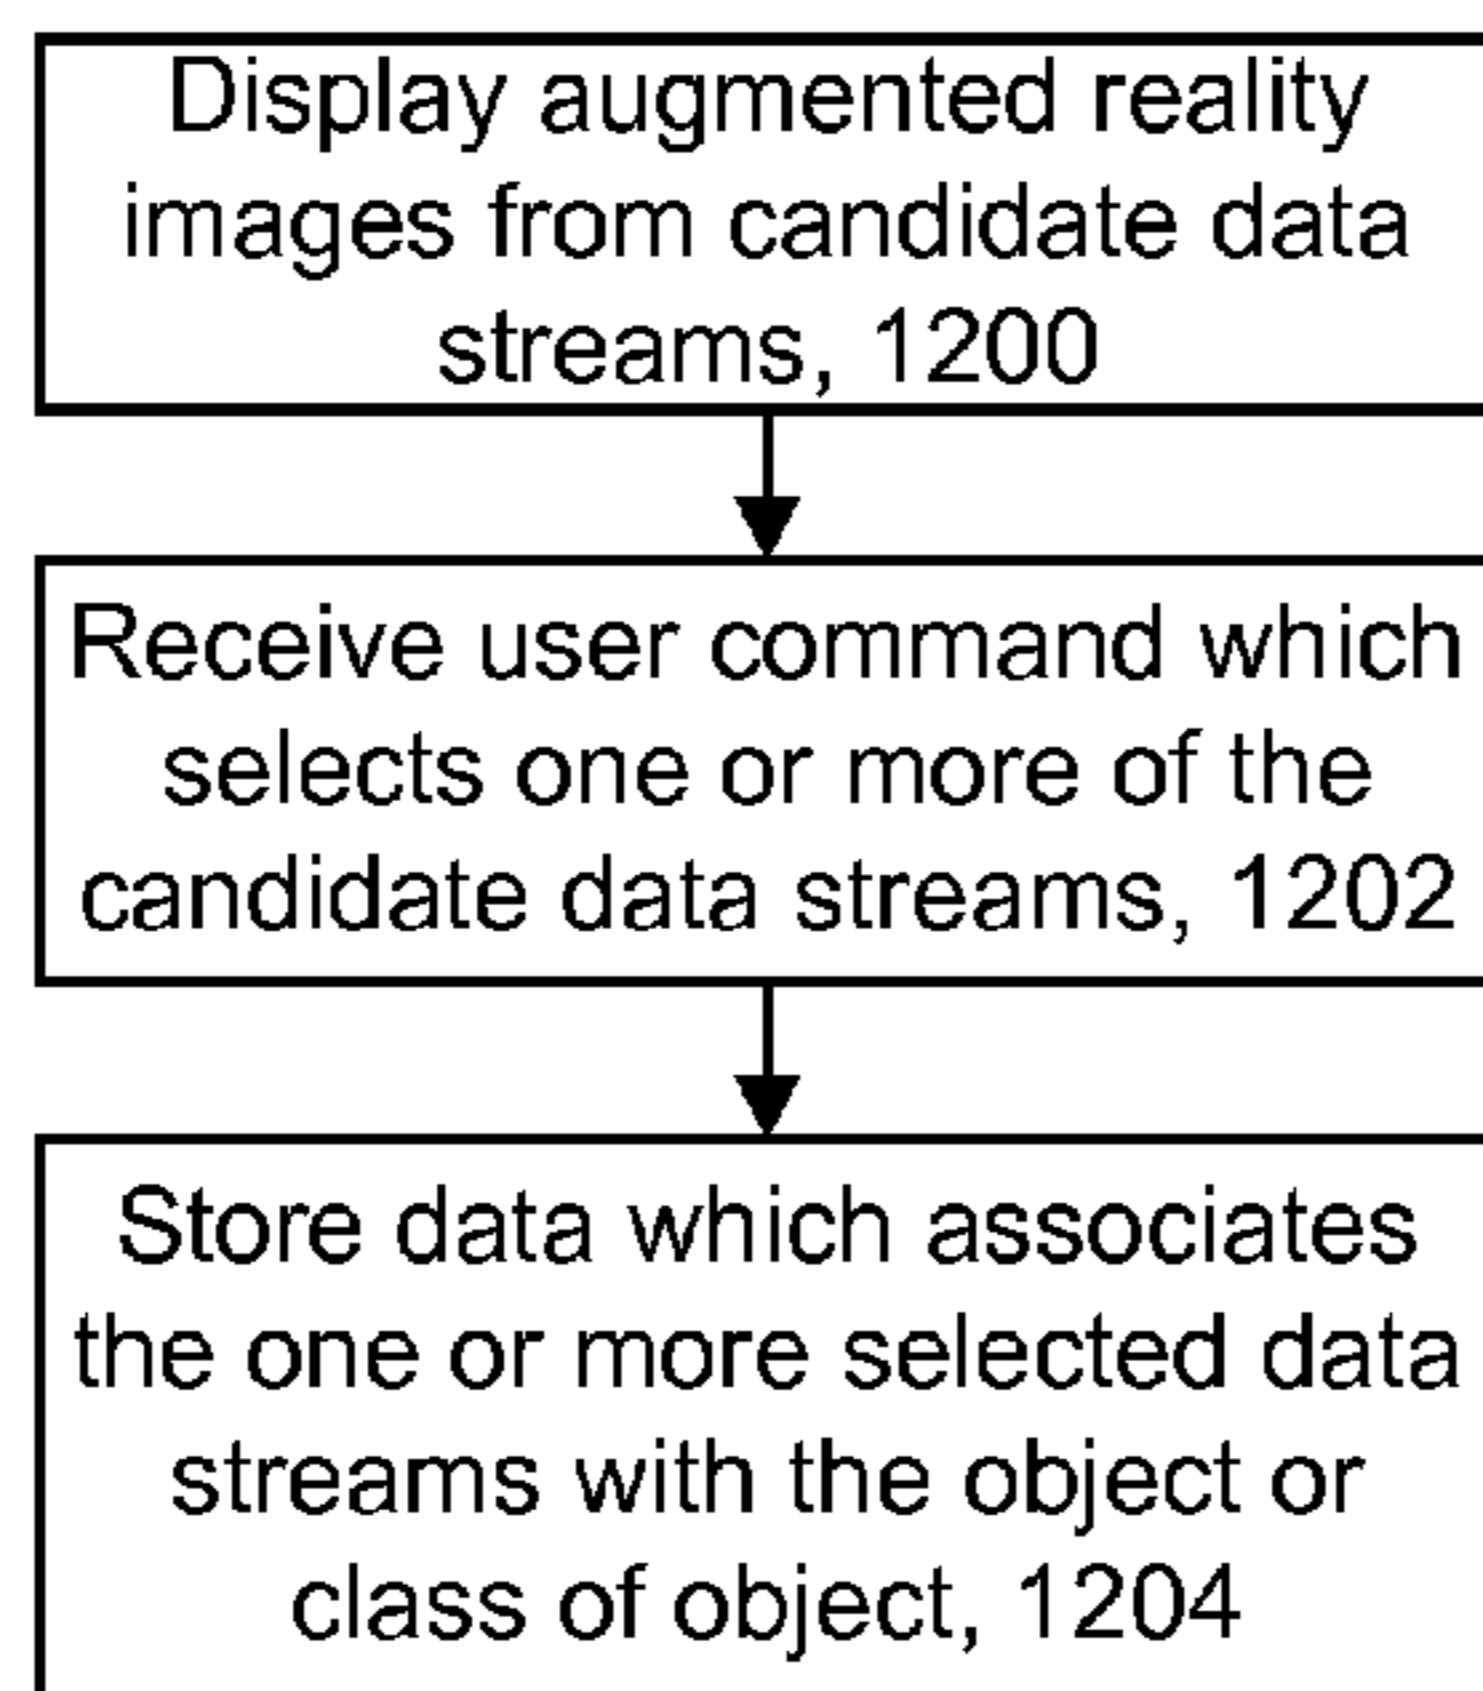 Display augmented reality
images from candidate data
streams, 1200
Receive user command which
selects one or more of the
candidate data streams, 1202
Store data which associates
the one or more selected data
streams with the object or
class of object, 1204